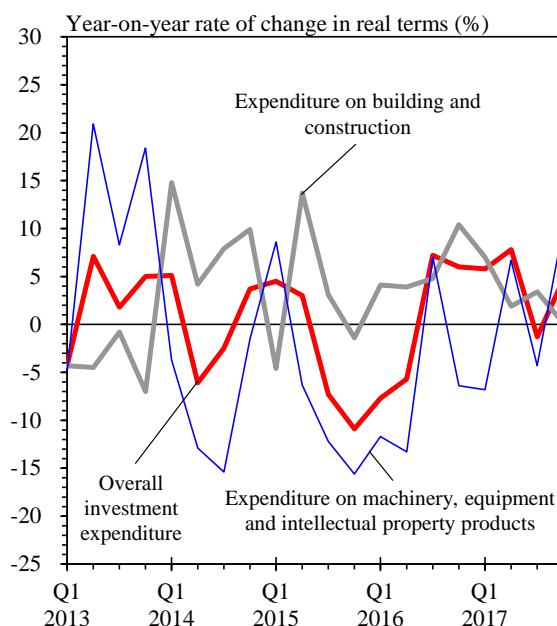 Year-on-year rate of change in real terms (%)
30
25
20
15
10
5
0
-5
-10
-15
-20
-25
Expenditure on building and
construction
Overall
investment
expenditure
Expenditure on machinery, equipment
and intellectual property products
Q1 Q1 Q1 Q1 Q1
2013 2014 2015 2016 2017